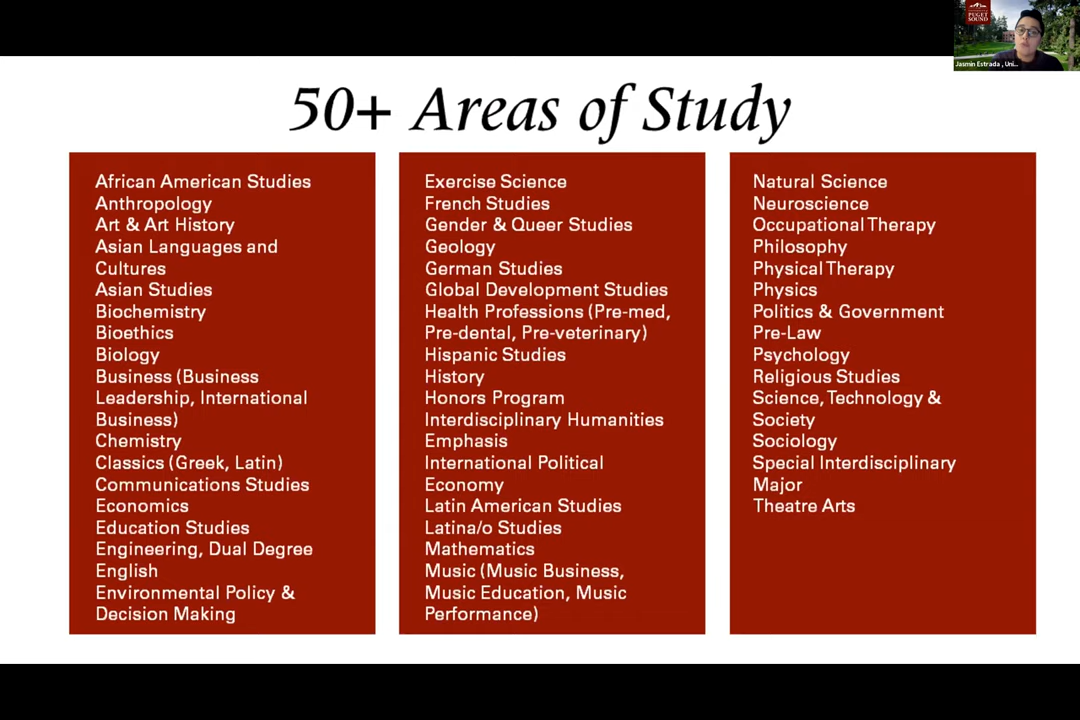 50+ Areas of Study
African American Studies
Anthropology
Art & Art History
Asian Languages and
Cultures
Asian Studies
Biochemistry
Bioethics
Biology
Business (Business
Leadership, International
Business)
Chemistry
Classics (Greek, Latin)
Communications Studies
Economics
Education Studies
Engineering, Dual Degree
English
Environmental Policy &
Decision Making
Exercise Science
French Studies
Gender & Queer Studies
Geology
German Studies
Global Development Studies
Health Professions (Pre-med,
Pre-dental, Pre-veterinary)
Hispanic Studies
History
Honors Program
Interdisciplinary Humanities
Emphasis
International Political
Economy
Latin American Studies
Latina/o Studies
Mathematics
Music (Music Business,
Music Education, Music
Performance)
Natural Science
Neuroscience
Occupational Therapy
Philosophy
Physical Therapy
Physics
Politics & Government
Pre-Law
Psychology
Religious Studies
Science, Technology &
Society
Sociology
Special Interdisciplinary
Major
Theatre Arts
PUGET
SOUND
Jasmin Estrada , Uni...